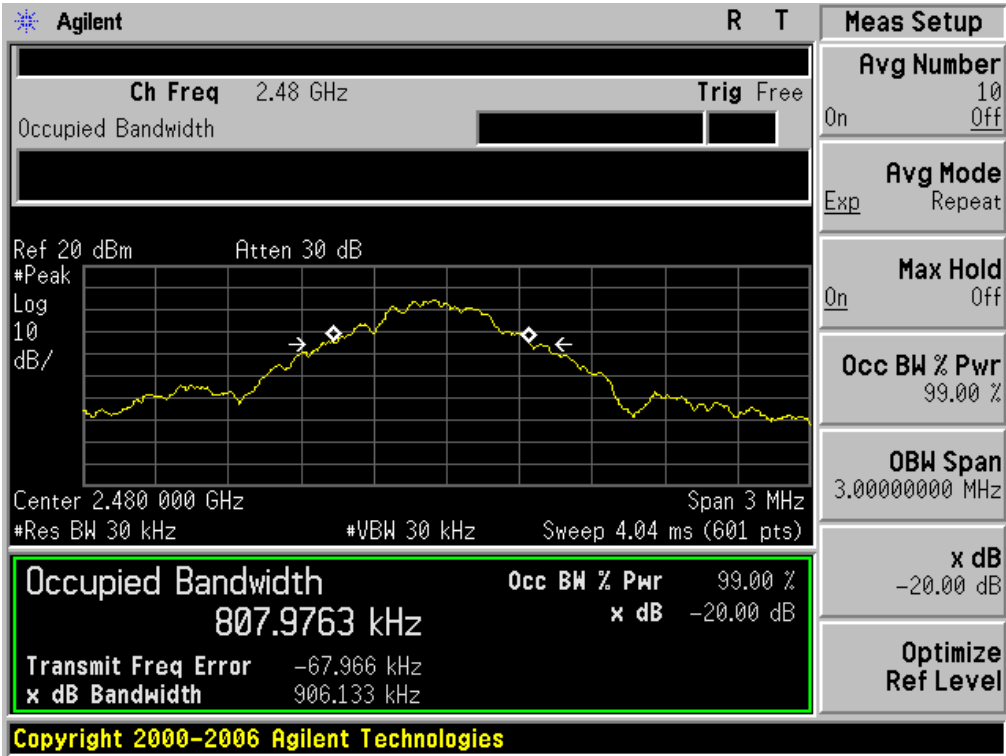 Agilent R T
Ch Freq 2.48 GHz Trig Free
Occupied Bandwidth
Ref 20 dBm Atten 30 dB
#Peak
Log
10
dB/
Center 2.480 000 GHz Span 3 MHz
#Res BW 30 kHz #VBW 30 kHz Sweep 4.04 ms (601 pts)
Occupied Bandwidth
807.9763 kHz
Occ BW % Pwr 99.00 %
x dB -20.00 dB
Transmit Freq Error -67.966 kHz
x dB Bandwidth 906.133 kHz
Copyright 2000-2006 Agilent Technologies
Meas Setup
Avg Number
10
On Off
Avg Mode
Exp Repeat
Max Hold
On Off
Occ BW % Pwr
99.00 %
OBW Span
3.00000000 MHz
x dB
-20.00 dB
Optimize
Ref Level